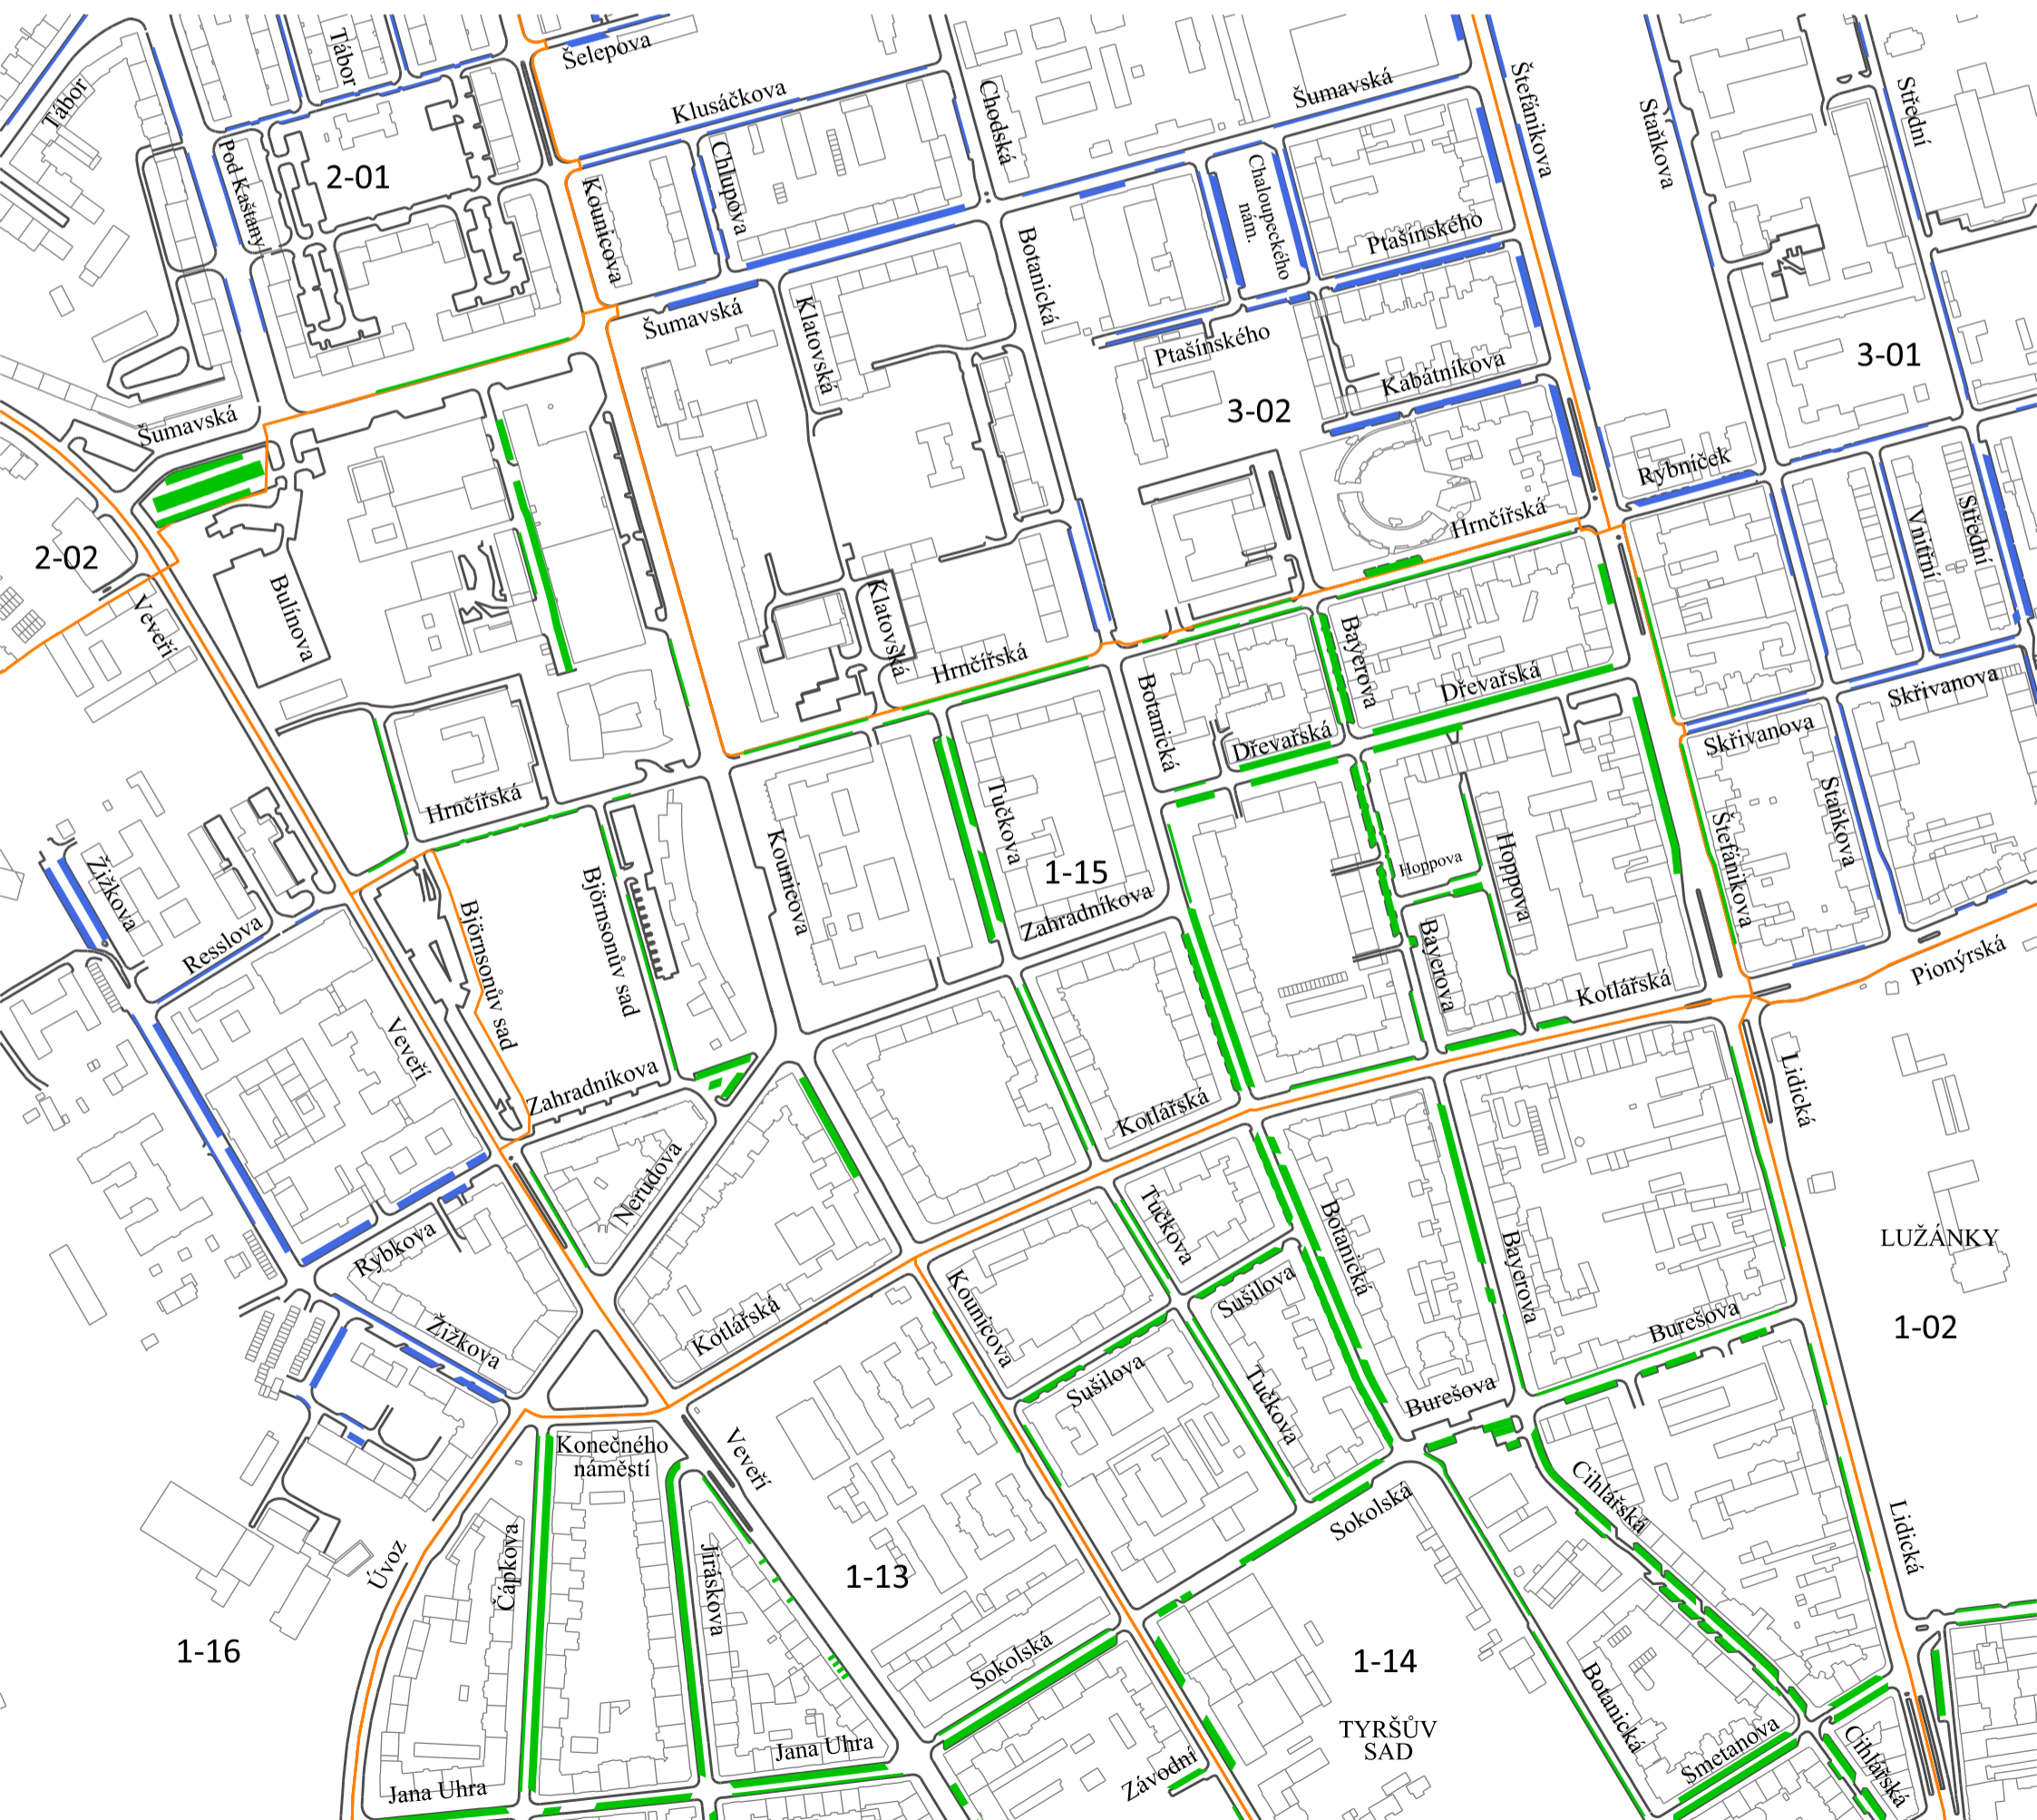 Šelepova
Tábor
Tábor
Klusáčkova
Chodská
Šumavská
Štefánikova
Staňkova
Střední
Pod Kaštany
2-01
Kounicova
Chlupova
Chaloupeckého
nám.
Ptašínského
Botanická
Šumavská
Klatovská
Ptašínského
Kabátníkova
3-01
3-02
Šumavská
Rybníček
Hrnčířská
Vnitřní
Střední
2-02
Bulínova
Veveří
Klatovská
Hrnčířská
Bayerova
Botanická
Dřevařská
Dřevařská
Skřivanova
Skřivanova
Hrnčířská
Tučkova
Kounicova
Staňkova
Štefánikova
Hoppova
Hoppova
1-15
Žižkova
Björnsonův sad
Björnsonův sad
Zahradníkova
Resslova
Bayerova
Kotlářská
Pionýrská
Veveří
Zahradníkova
Kotlářská
Lidická
Nerudova
Tučkova
Botanická
Bayerova
LUŽÁNKY
Rybkova
Kounicova
Sušilova
1-02
Žižkova
Kotlářská
Burešova
Sušilova
Tučkova
Burešova
Konečného
náměstí
Veveří
Cihlářská
Sokolská
Lidická
Úvoz
Čápkova
Jiráskova
1-13
1-16
Sokolská
1-14
Botanická
TYRŠŮV
SAD
Jana Uhra
Závodní
Smetanova
Cihlářská
Jana Uhra